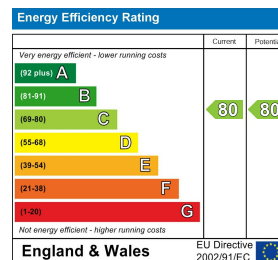 Energy Efficiency Rating
Current Potentia
Very energy efficient - lower running costs
(92 plus) A
(81-91) B
(69-80) C
80 80
(55-68) D
(39-54) E
(21-38) F
(1-20) G
Not energy efficient - higher running costs
England & Wales
EU Directive
2002/91/EC